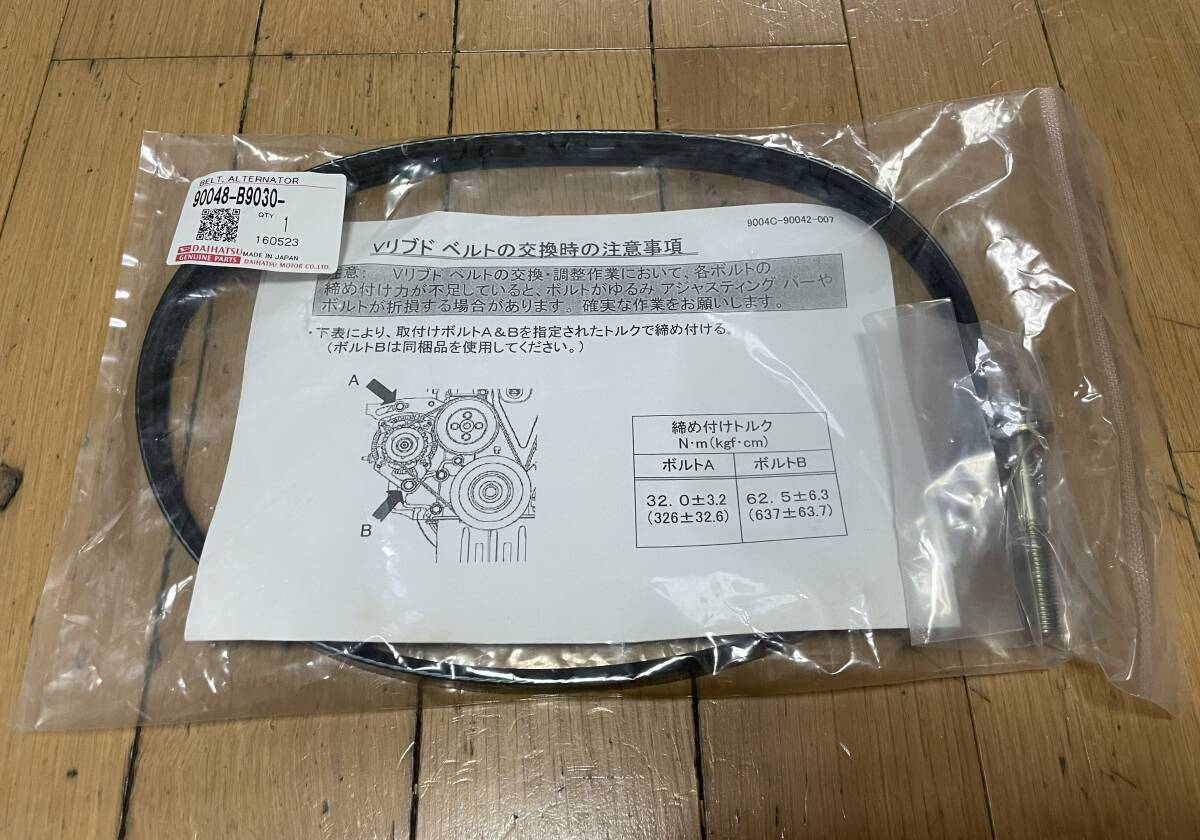 BELT, ALTERNATOR
90048-B9030-
QTY
1
160523
DAIHATSU
GENUINE PARTS
MADE IN JAPAN
DAIHATSU MOTOR CO.,LTD.
9004C-90042-007
Vリブド ベルトの交換時の注意事項
注意: Vリブド ベルトの交換・調整作業において、各ボルトの
締め付け力が不足していると、ボルトがゆるみ アジャスティング バーや
ボルトが折損する場合があります。確実な作業をお願いします。
・下表により、取付けボルトA&Bを指定されたトルクで締め付ける。
(ボルトBは同梱品を使用してください。)
A
B
締め付けトルク
N・m(kgf・cm)
ボルトA ボルトB
32.0±3.2 62.5±6.3
(326±32.6) (637±63.7)